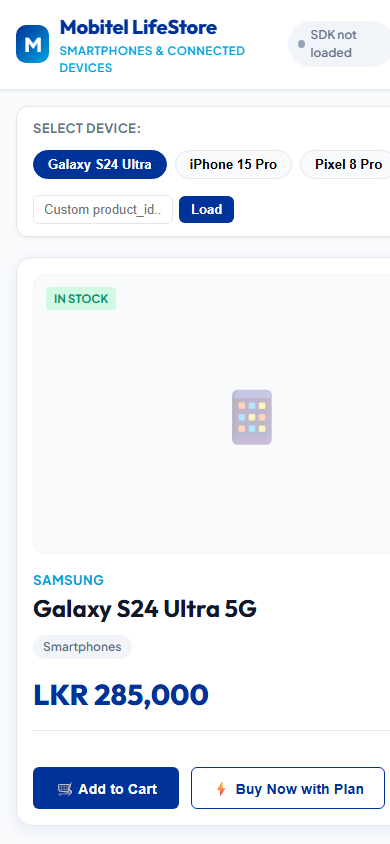 M
Mobitel LifeStore
SMARTPHONES & CONNECTED
DEVICES
SDK not
loaded
SELECT DEVICE:
Galaxy S24 Ultra
iPhone 15 Pro
Pixel 8 Pro
Custom product_id..
Load
IN STOCK
SAMSUNG
Galaxy S24 Ultra 5G
Smartphones
LKR 285,000
Add to Cart
Buy Now with Plan